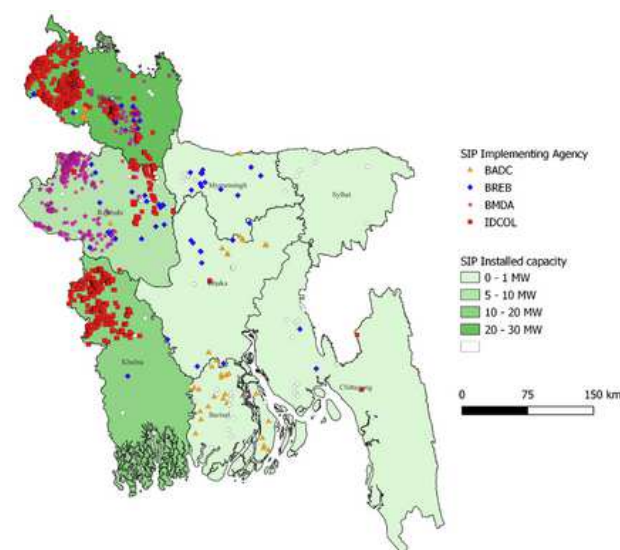 SIP Implementing Agency
BADC
BREB
BMDA
IDCOL
SIP Installed capacity
0 - 1 MW
5 - 10 MW
10 - 20 MW
20 - 30 MW
Mymensingh
Sylhet
Rajshahi
Dhaka
Khulna
Barisal
Chittagong
0 75 150 km